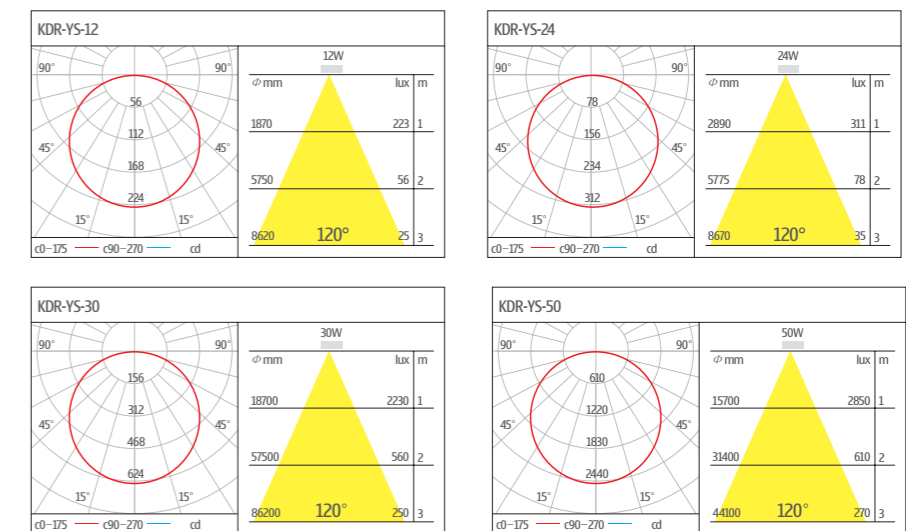 KDR-YS-12
12W
90° 90°
Φ mm lux m
56
112
1870 223 1
45° 45°
168
5750 56 2
224
15° 15°
8620 120° 25 3
c0-175 c90-270 cd
KDR-YS-24
24W
90° 90°
Φ mm lux m
78
156
2890 311 1
45° 45°
234
5775 78 2
312
15° 15°
8670 120° 35 3
c0-175 c90-270 cd
KDR-YS-30
30W
90° 90°
Φ mm lux m
156
312
18700 2230 1
45° 45°
468
57500 560 2
624
15° 15°
86200 120° 250 3
c0-175 c90-270 cd
KDR-YS-50
50W
90° 90°
Φ mm lux m
610
1220
15700 2850 1
45° 45°
1830
31400 610 2
2440
15° 15°
44100 120° 270 3
c0-175 c90-270 cd